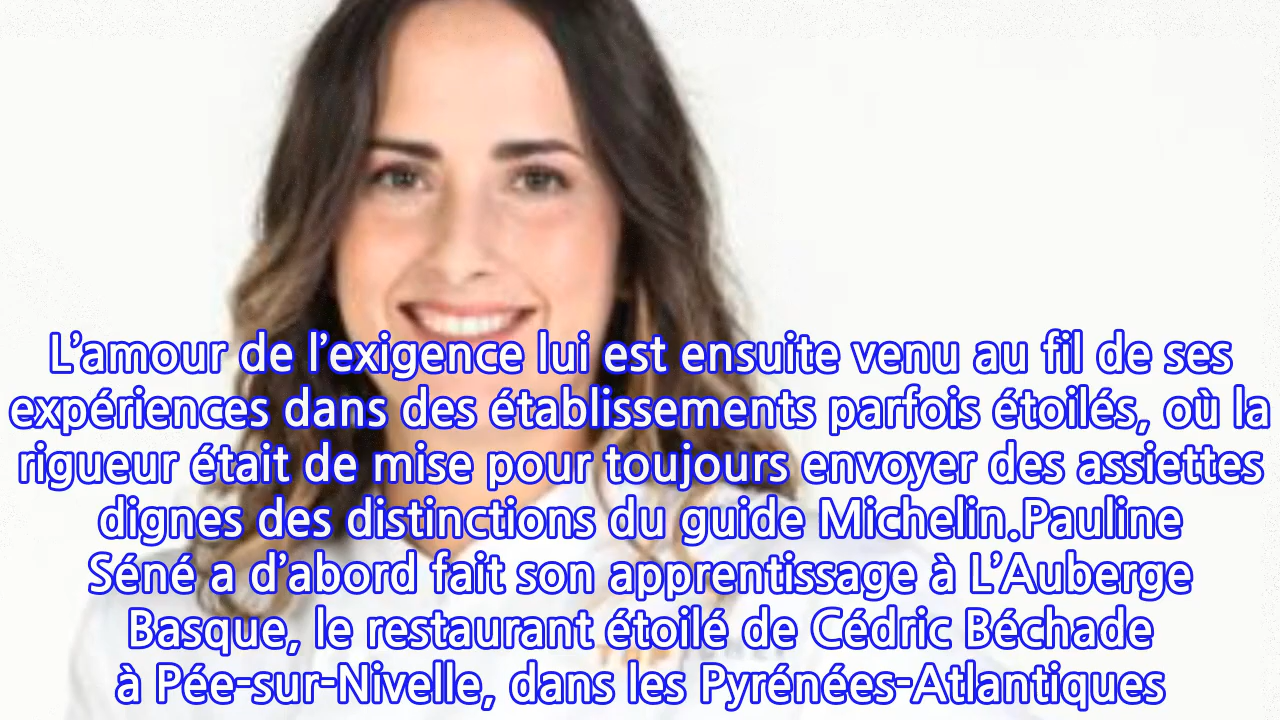 L’amour de l’exigence lui est ensuite venu au fil de ses
expériences dans des établissements parfois étoilés, où la
rigueur était de mise pour toujours envoyer des assiettes
dignes des distinctions du guide Michelin.Pauline
Séné a d’abord fait son apprentissage à L’Auberge
Basque, le restaurant étoilé de Cédric Béchade
à Pée-sur-Nivelle, dans les Pyrénées-Atlantiques